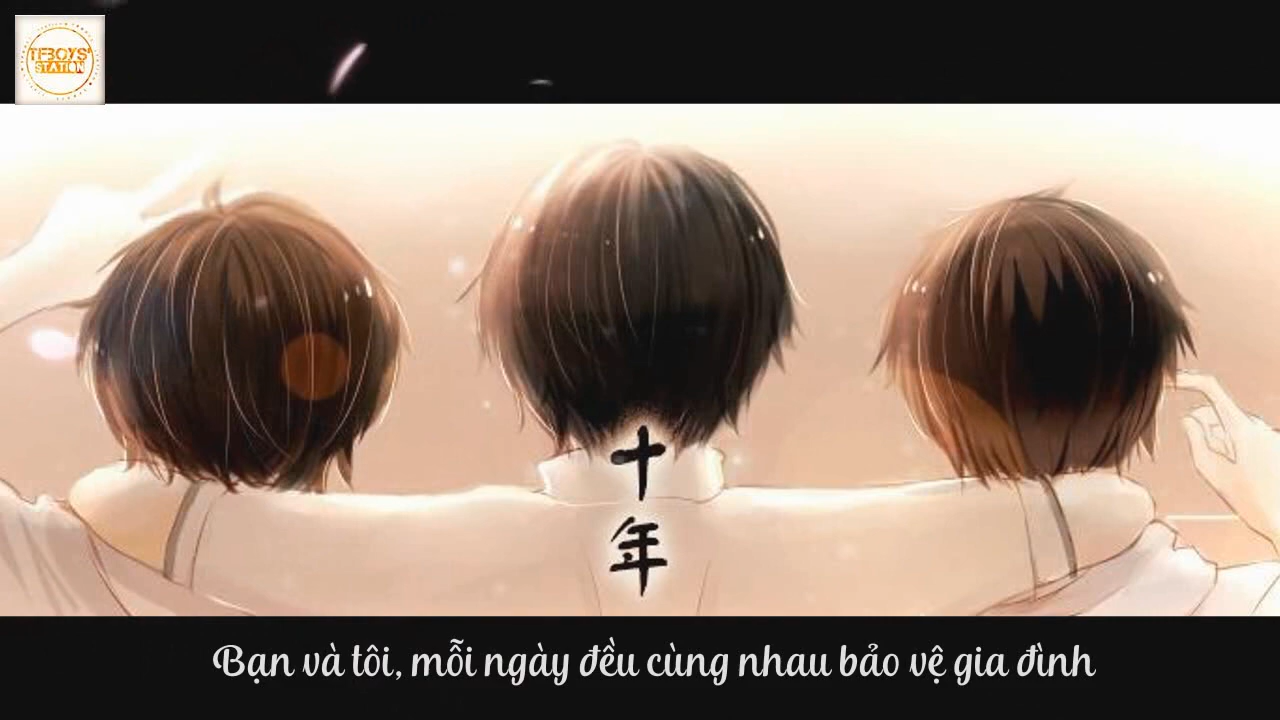 TFBOYS'
STATION
十
年
Bạn và tôi, mỗi ngày đều cùng nhau bảo vệ gia đình